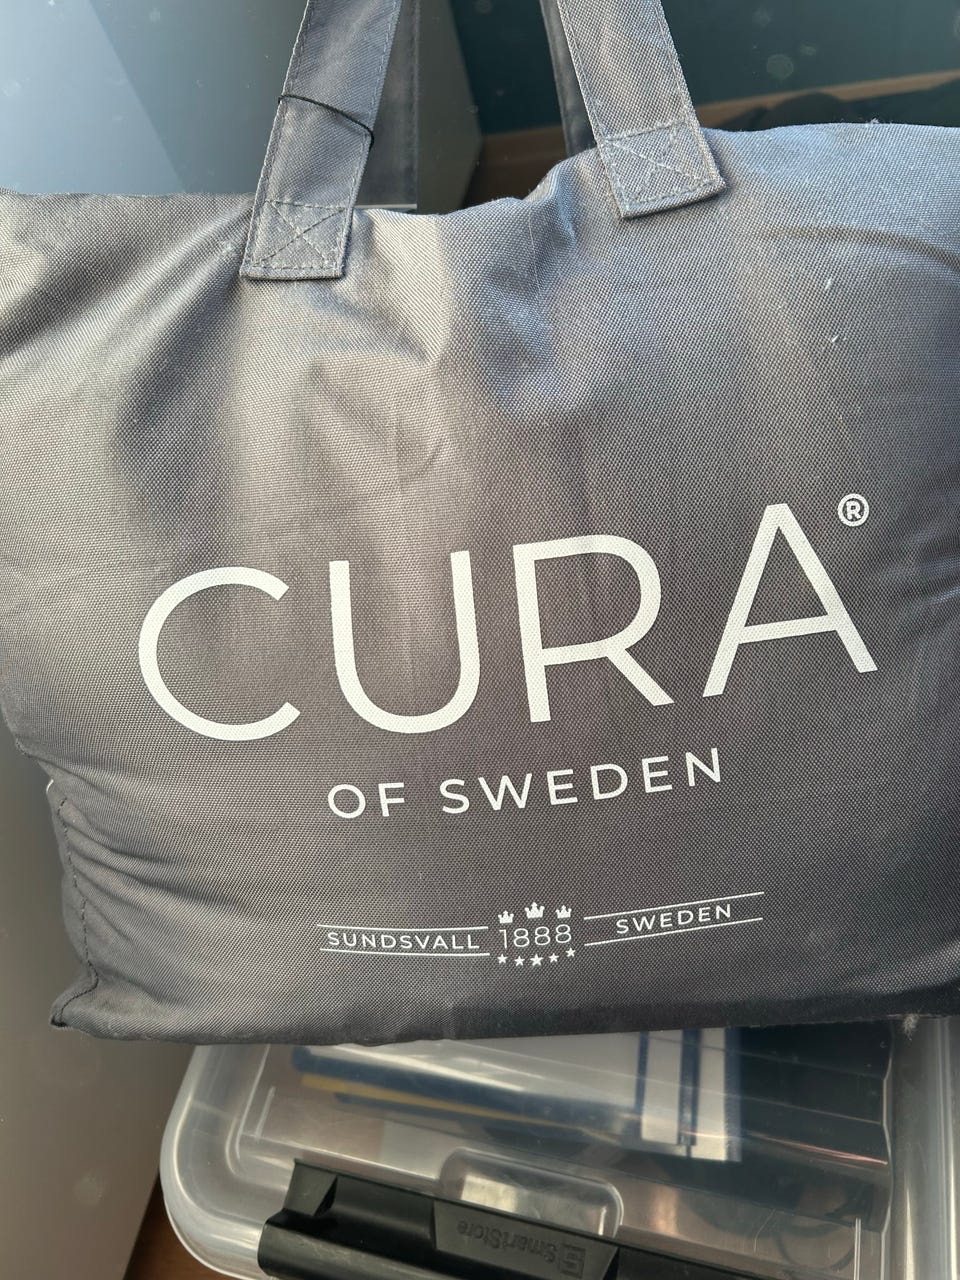 CURA®
OF SWEDEN
SUNDSVALL 1888 SWEDEN
SmartStore